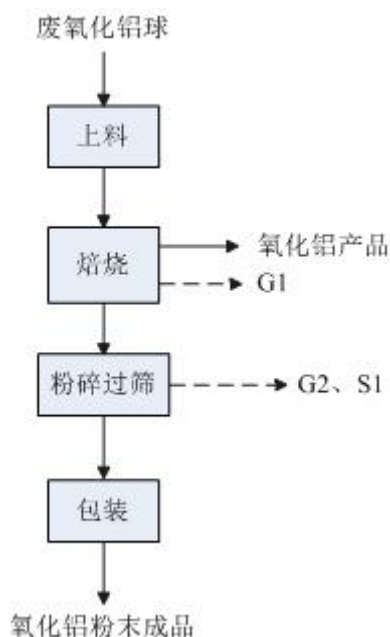 废氧化铝球
上料
焙烧
氧化铝产品
G1
粉碎过筛
G2、S1
包装
氧化铝粉末成品